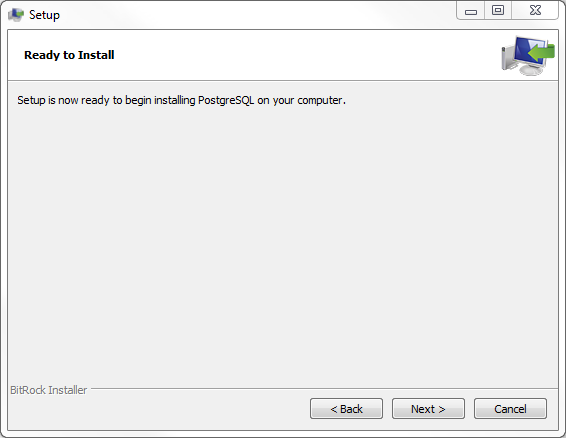 Setup
Ready to Install
Setup is now ready to begin installing PostgreSQL on your computer.
BitRock Installer
< Back
Next >
Cancel